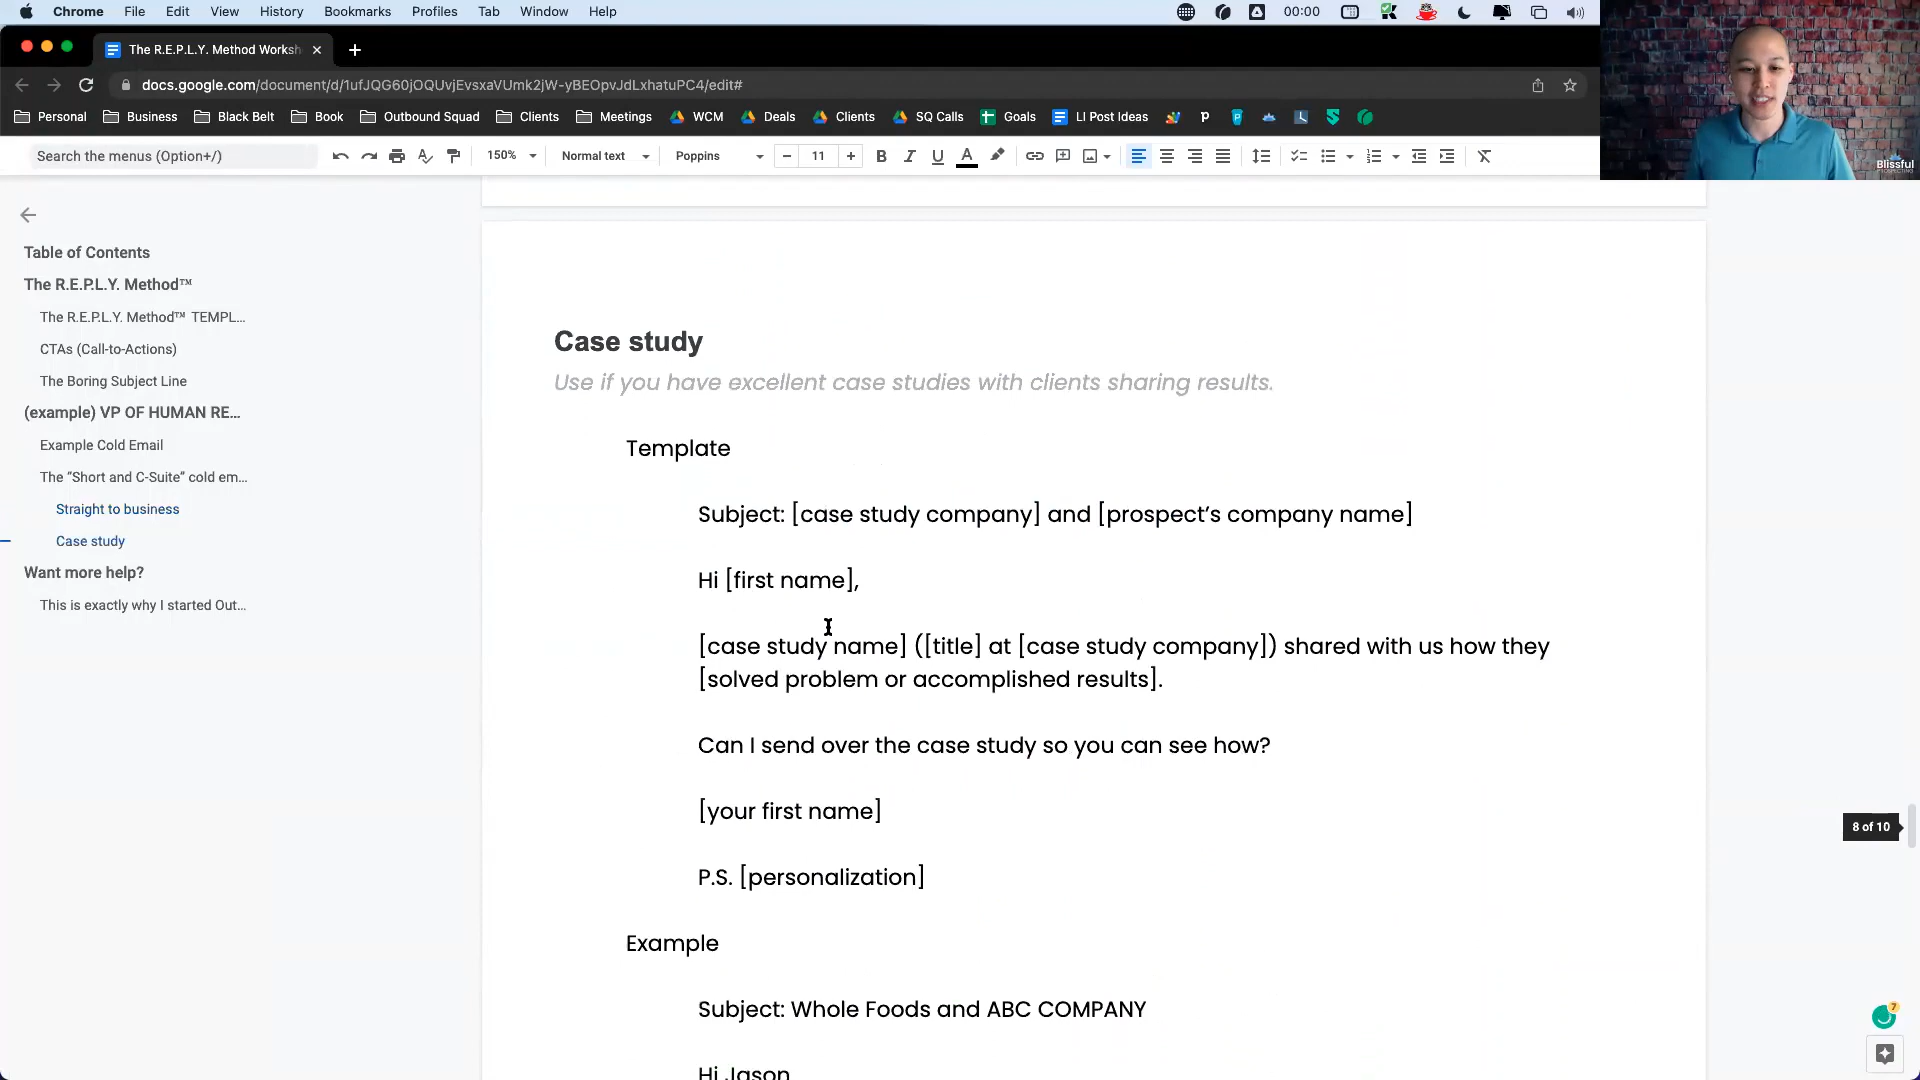 Chrome File Edit View History Bookmarks Profiles Tab Window Help 00:00
The R.E.P.L.Y. Method Worksh
docs.google.com/document/d/1ufJQG60jOQUvjEvsxaVUmk2jW-yBEOpvJdLxhatuPC4/edit#
Personal Business Black Belt Book Outbound Squad Clients Meetings WCM Deals Clients SQ Calls Goals LI Post Ideas
Search the menus (Option+/) 150% Normal text Poppins 11
Blissful
PROSPECTING
Table of Contents
The R.E.P.L.Y. Method™
The R.E.P.L.Y. Method™ TEMPL...
CTAs (Call-to-Actions)
The Boring Subject Line
(example) VP OF HUMAN RE...
Example Cold Email
The “Short and C-Suite” cold em...
Straight to business
Case study
Want more help?
This is exactly why I started Out...
Case study
Use if you have excellent case studies with clients sharing results.
Template
Subject: [case study company] and [prospect’s company name]
Hi [first name],
[case study name] ([title] at [case study company]) shared with us how they
[solved problem or accomplished results].
Can I send over the case study so you can see how?
[your first name]
P.S. [personalization]
Example
Subject: Whole Foods and ABC COMPANY
Hi Jason
8 of 10
7